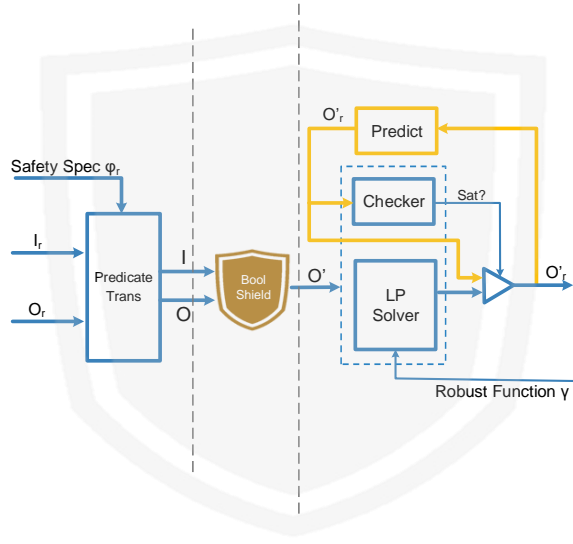 O'ᵣ
Predict
Safety Spec φᵣ
Checker
Sat?
Iᵣ
Predicate
Trans
I
Bool
Shield
O'
LP
Solver
O'ᵣ
Oᵣ
O
Robust Function γ